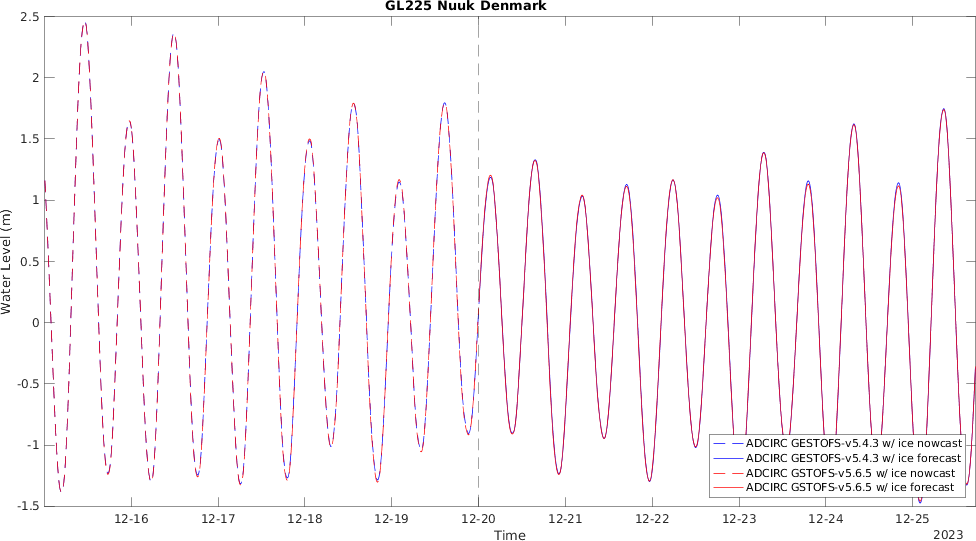 GL225 Nuuk Denmark
2.5
2
1.5
1
0.5
0
-0.5
-1
-1.5
Water Level (m)
ADCIRC GESTOFS-v5.4.3 w/ ice nowcast
ADCIRC GESTOFS-v5.4.3 w/ ice forecast
ADCIRC GSTOFS-v5.6.5 w/ ice nowcast
ADCIRC GSTOFS-v5.6.5 w/ ice forecast
12-16 12-17 12-18 12-19 12-20 12-21 12-22 12-23 12-24 12-25
Time
2023